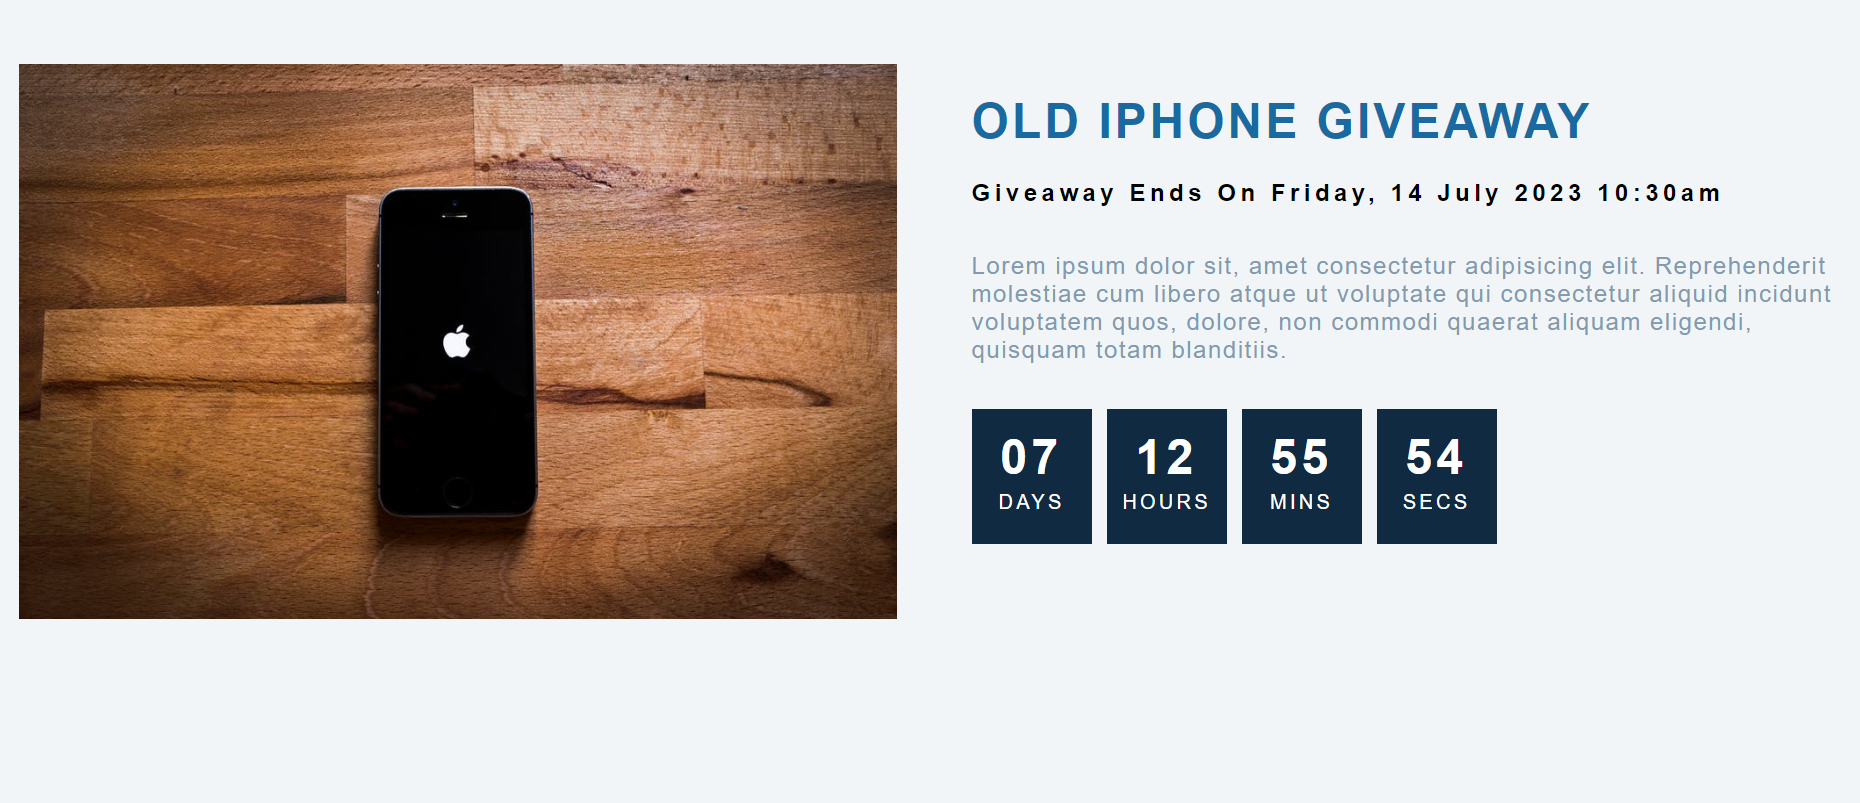 OLD IPHONE GIVEAWAY
Giveaway Ends On Friday, 14 July 2023 10:30am
Lorem ipsum dolor sit, amet consectetur adipisicing elit. Reprehenderit
molestiae cum libero atque ut voluptate qui consectetur aliquid incidunt
voluptatem quos, dolore, non commodi quaerat aliquam eligendi,
quisquam totam blanditiis.
07 12 55 54
DAYS HOURS MINS SECS